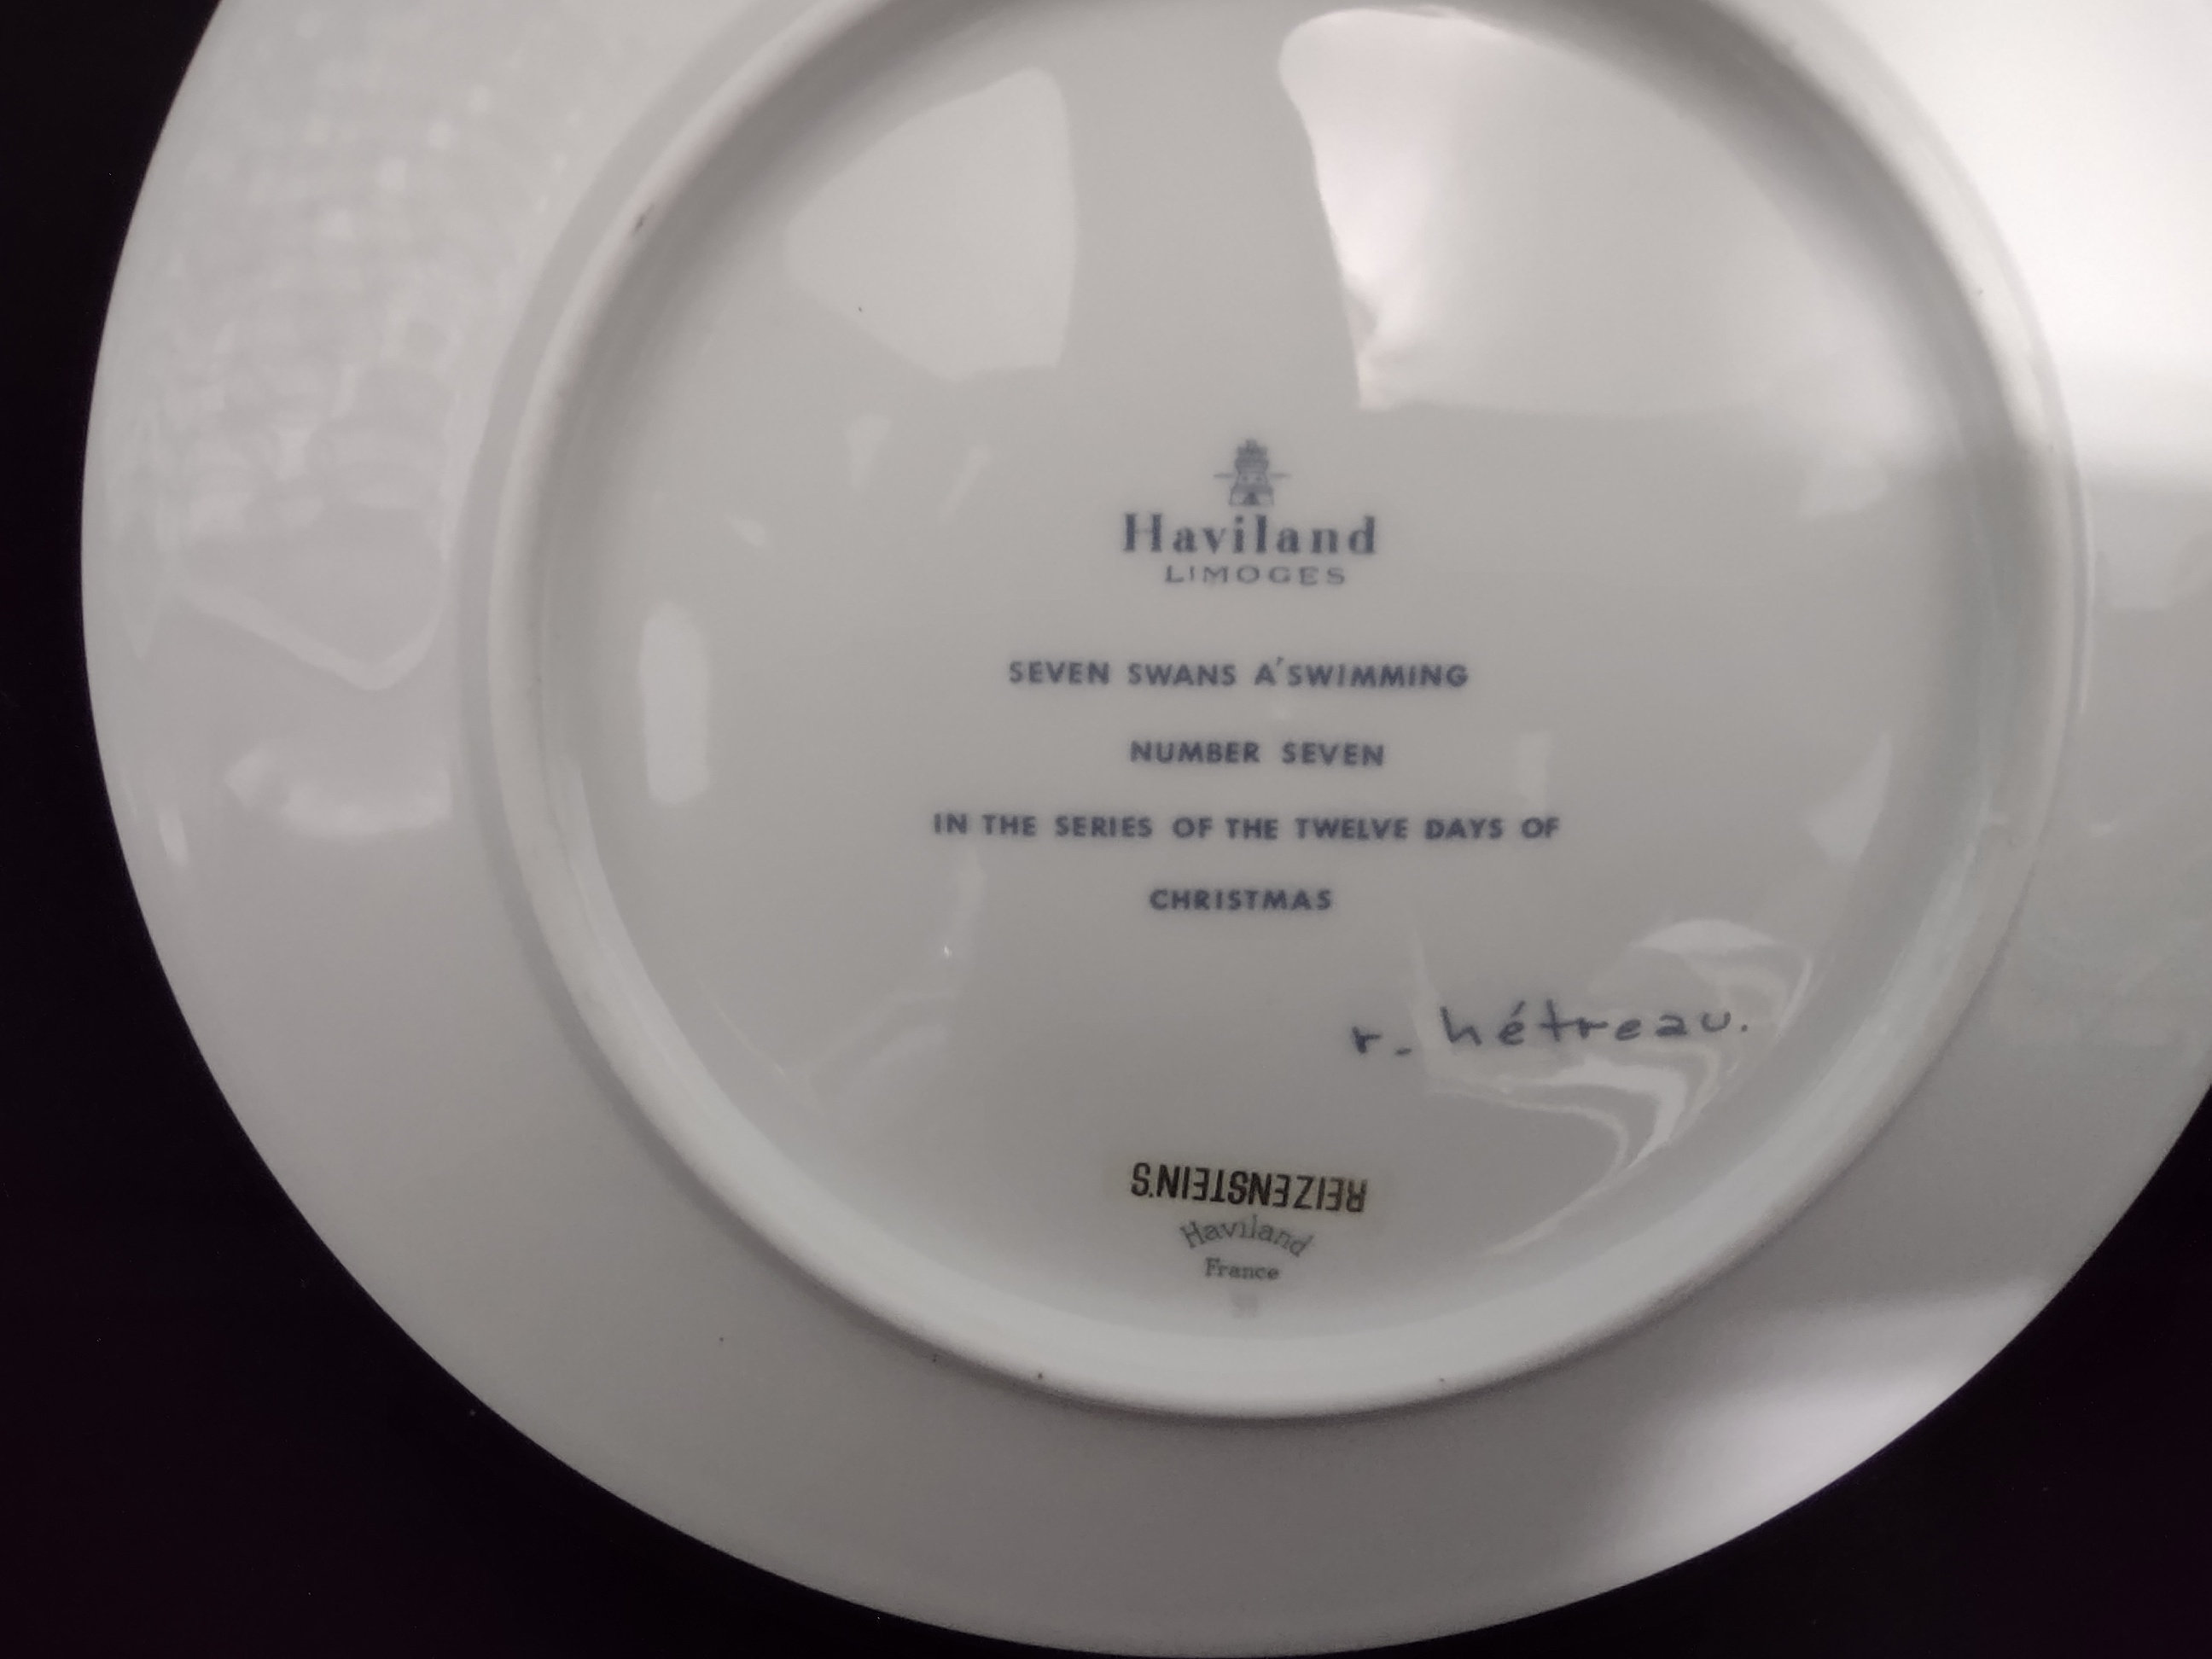 Haviland
LIMOGES
SEVEN SWANS A'SWIMMING
NUMBER SEVEN
IN THE SERIES OF THE TWELVE DAYS OF
CHRISTMAS
r. hétreau.
REIZENSTEIN'S
Haviland
France